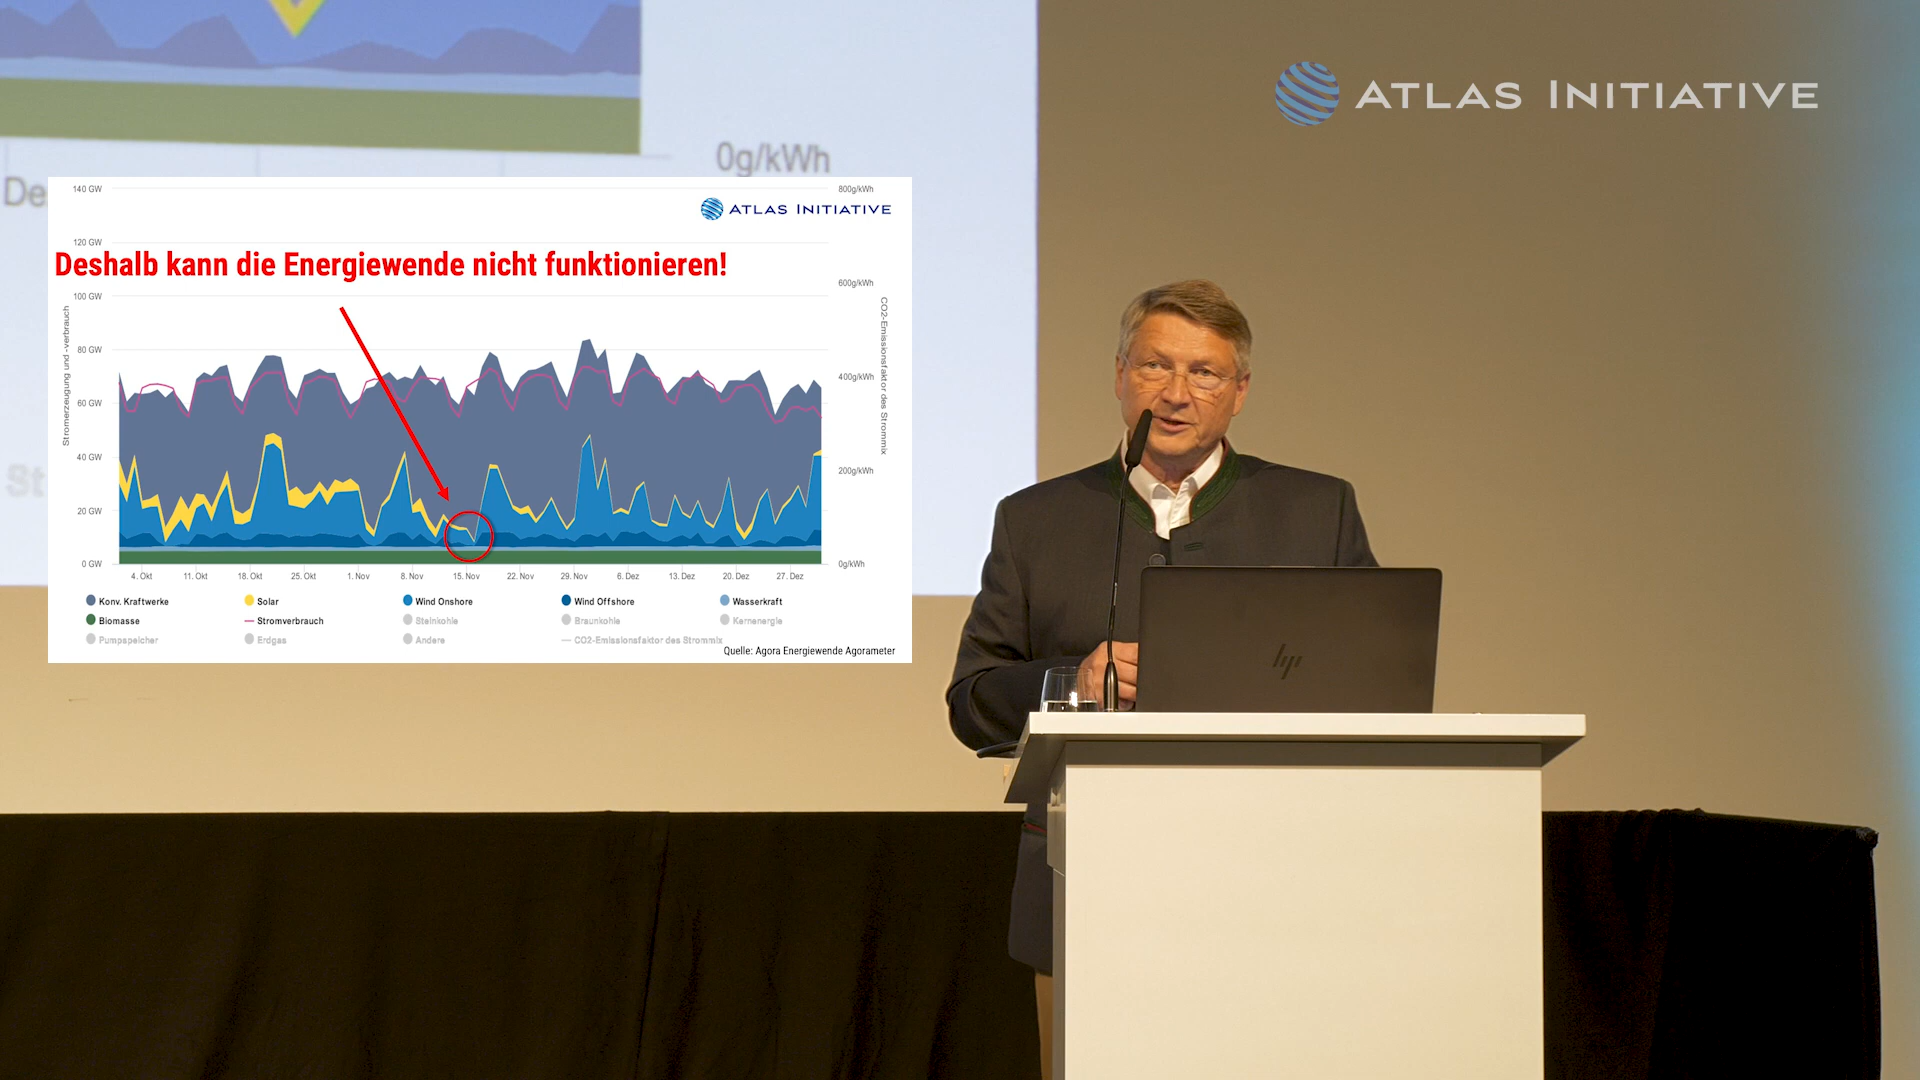 ATLAS INITIATIVE
0g/kWh
De
St
140 GW
800g/kWh
ATLAS INITIATIVE
120 GW
Deshalb kann die Energiewende nicht funktionieren!
600g/kWh
100 GW
Stromerzeugung und -verbrauch
CO2-Emissionsfaktor des Strommix
80 GW
400g/kWh
60 GW
40 GW
200g/kWh
20 GW
0 GW
0g/kWh
4. Okt 11. Okt 18. Okt 25. Okt 1. Nov 8. Nov 15. Nov 22. Nov 29. Nov 6. Dez 13. Dez 20. Dez 27. Dez
Konv. Kraftwerke Solar Wind Onshore Wind Offshore Wasserkraft
Biomasse Stromverbrauch Steinkohle Braunkohle Kernenergie
Pumpspeicher Erdgas Andere CO2-Emissionsfaktor des Strommix
Quelle: Agora Energiewende Agorameter
hp